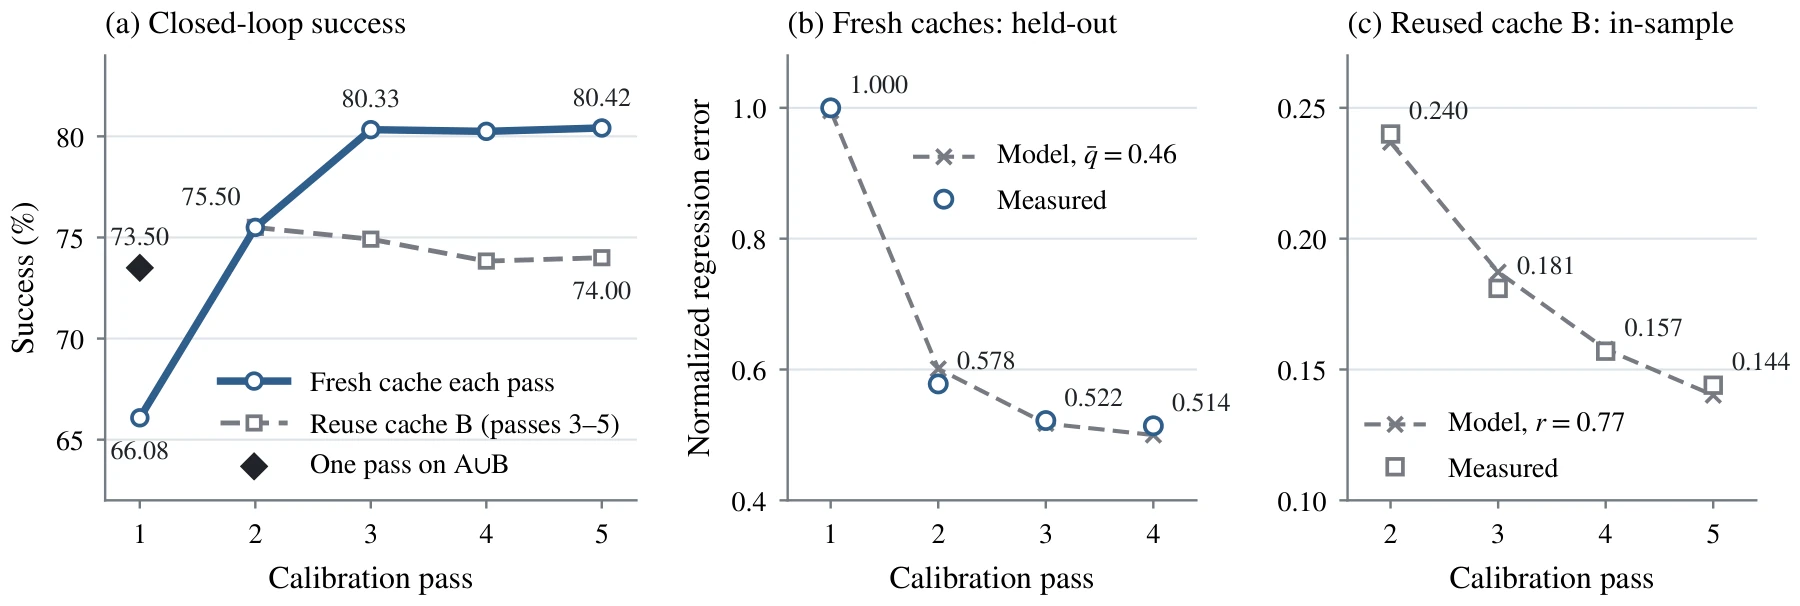 (a) Closed-loop success
Success (%)
80
75
70
65
66.08
73.50
75.50
80.33
80.42
74.00
Fresh cache each pass
Reuse cache B (passes 3–5)
One pass on A∪B
1 2 3 4 5
Calibration pass
(b) Fresh caches: held-out
Normalized regression error
1.0
0.8
0.6
0.4
1.000
0.578
0.522
0.514
Model, q̄ = 0.46
Measured
1 2 3 4
Calibration pass
(c) Reused cache B: in-sample
0.25
0.20
0.15
0.10
0.240
0.181
0.157
0.144
Model, r = 0.77
Measured
2 3 4 5
Calibration pass